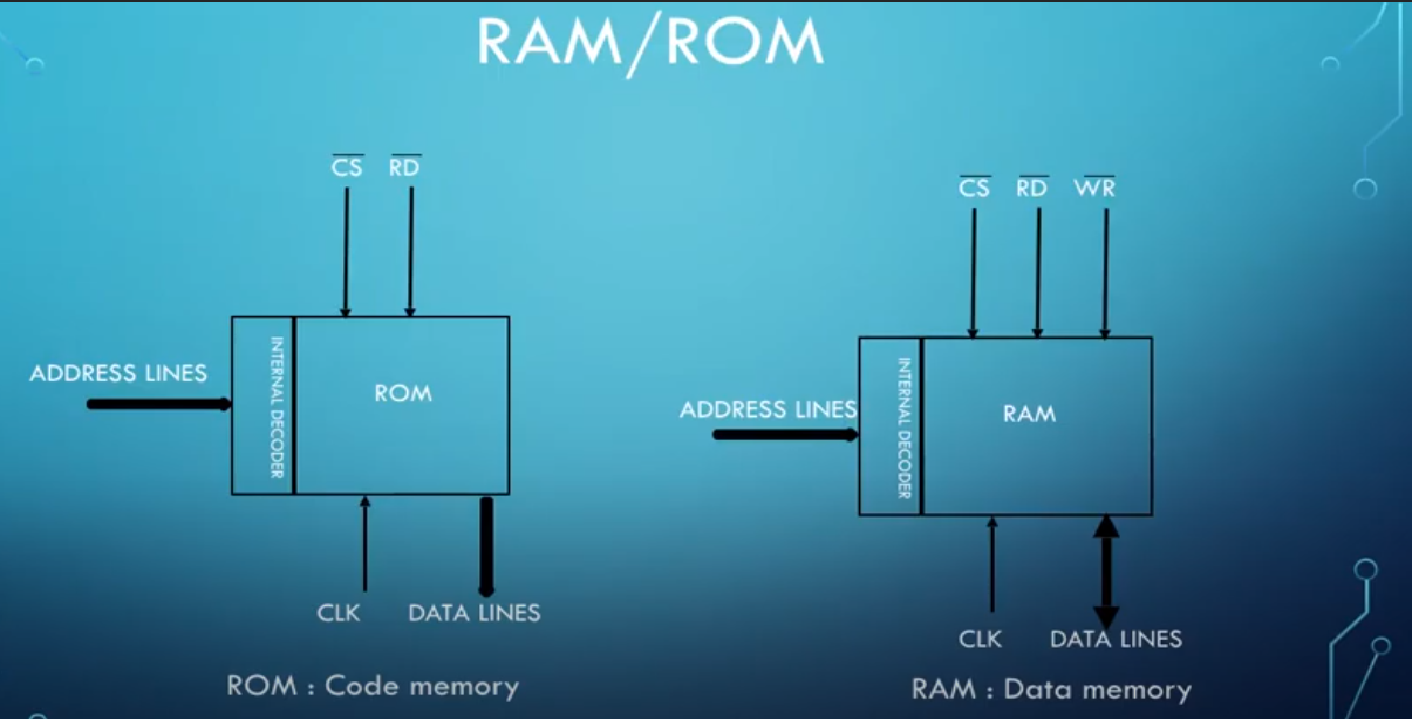 RAM/ROM
CS RD
ADDRESS LINES
INTERNAL DECODER
ROM
CLK DATA LINES
ROM : Code memory
CS RD WR
ADDRESS LINES
INTERNAL DECODER
RAM
CLK DATA LINES
RAM : Data memory